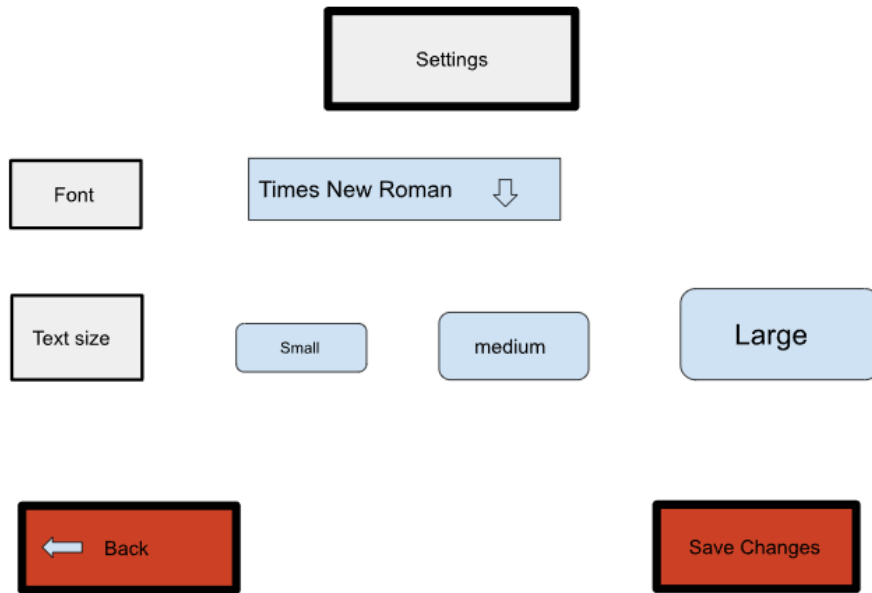 Settings
Font
Times New Roman
Text size
Small
medium
Large
Back
Save Changes